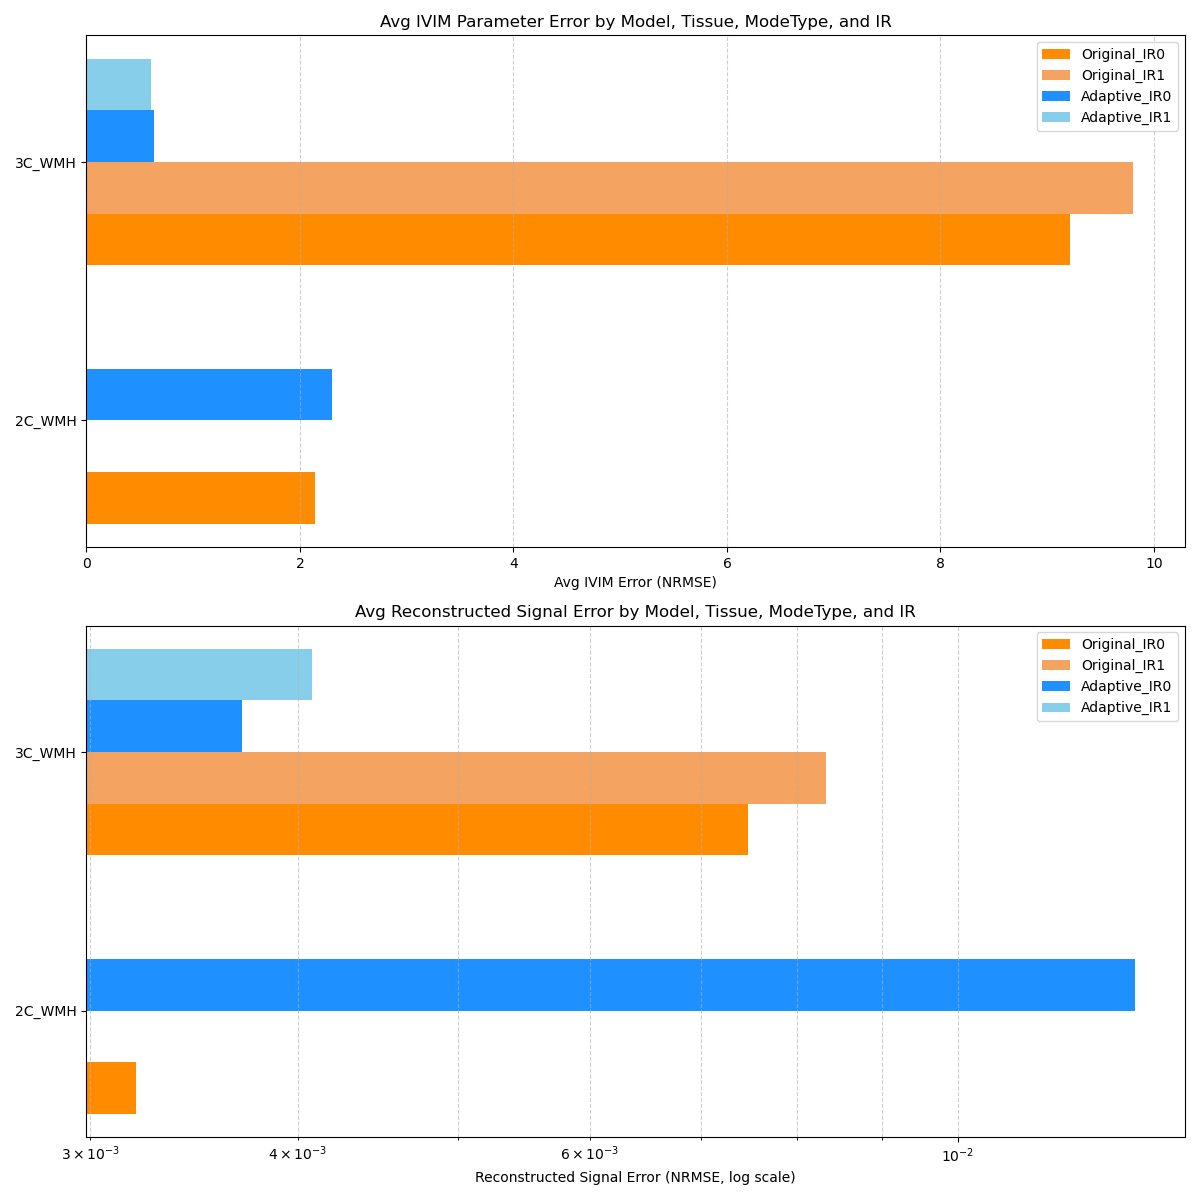 Avg IVIM Parameter Error by Model, Tissue, ModeType, and IR
Original_IR0
Original_IR1
Adaptive_IR0
Adaptive_IR1
3C_WMH
2C_WMH
0 2 4 6 8 10
Avg IVIM Error (NRMSE)
Avg Reconstructed Signal Error by Model, Tissue, ModeType, and IR
Original_IR0
Original_IR1
Adaptive_IR0
Adaptive_IR1
3C_WMH
2C_WMH
3 × 10⁻³ 4 × 10⁻³ 6 × 10⁻³ 10⁻²
Reconstructed Signal Error (NRMSE, log scale)